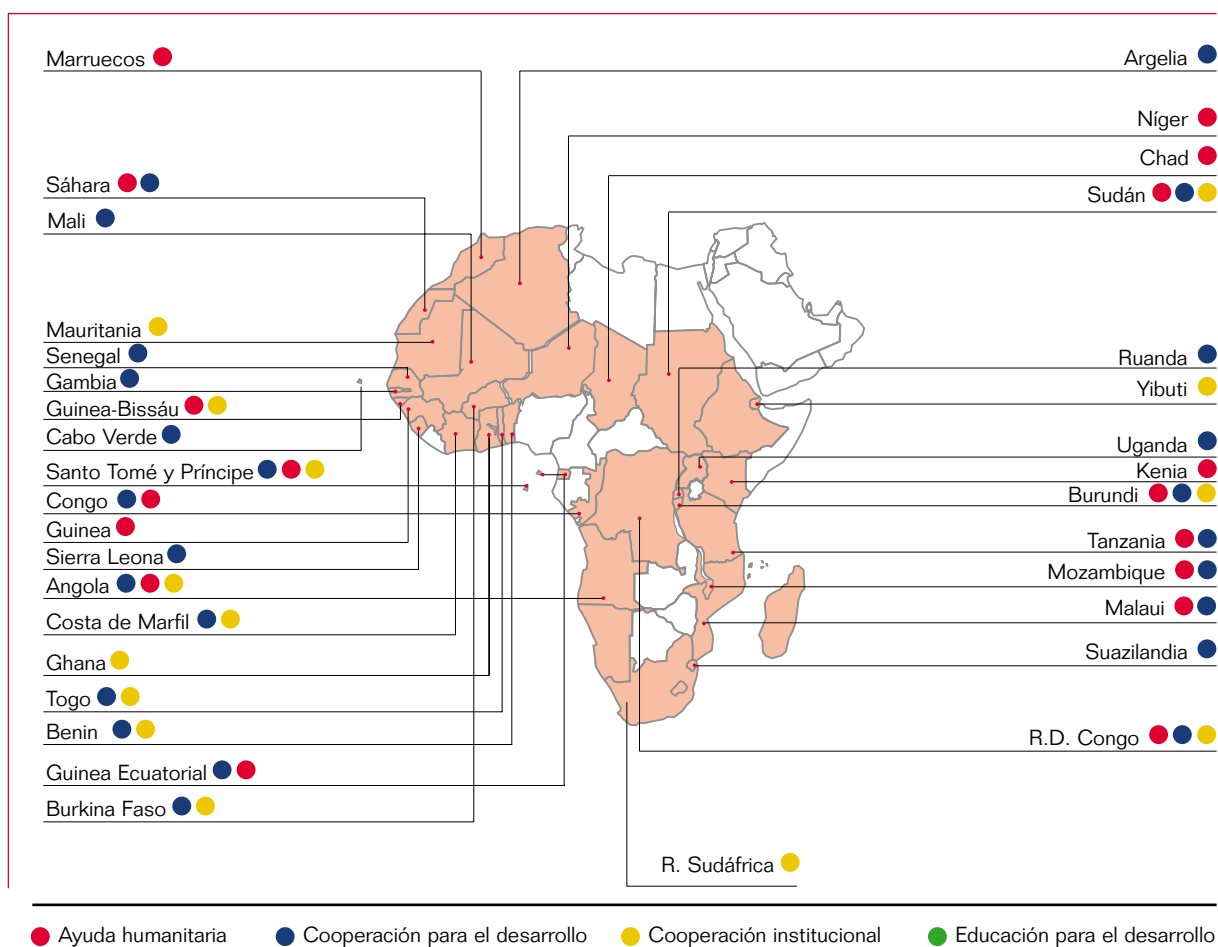 Marruecos
Sáhara
Mali
Mauritania
Senegal
Gambia
Guinea-Bissáu
Cabo Verde
Santo Tomé y Príncipe
Congo
Guinea
Sierra Leona
Angola
Costa de Marfil
Ghana
Togo
Benin
Guinea Ecuatorial
Burkina Faso
Argelia
Níger
Chad
Sudán
Ruanda
Yibuti
Uganda
Kenia
Burundi
Tanzania
Mozambique
Malaui
Suazilandia
R.D. Congo
R. Sudáfrica
Ayuda humanitaria
Cooperación para el desarrollo
Cooperación institucional
Educación para el desarrollo